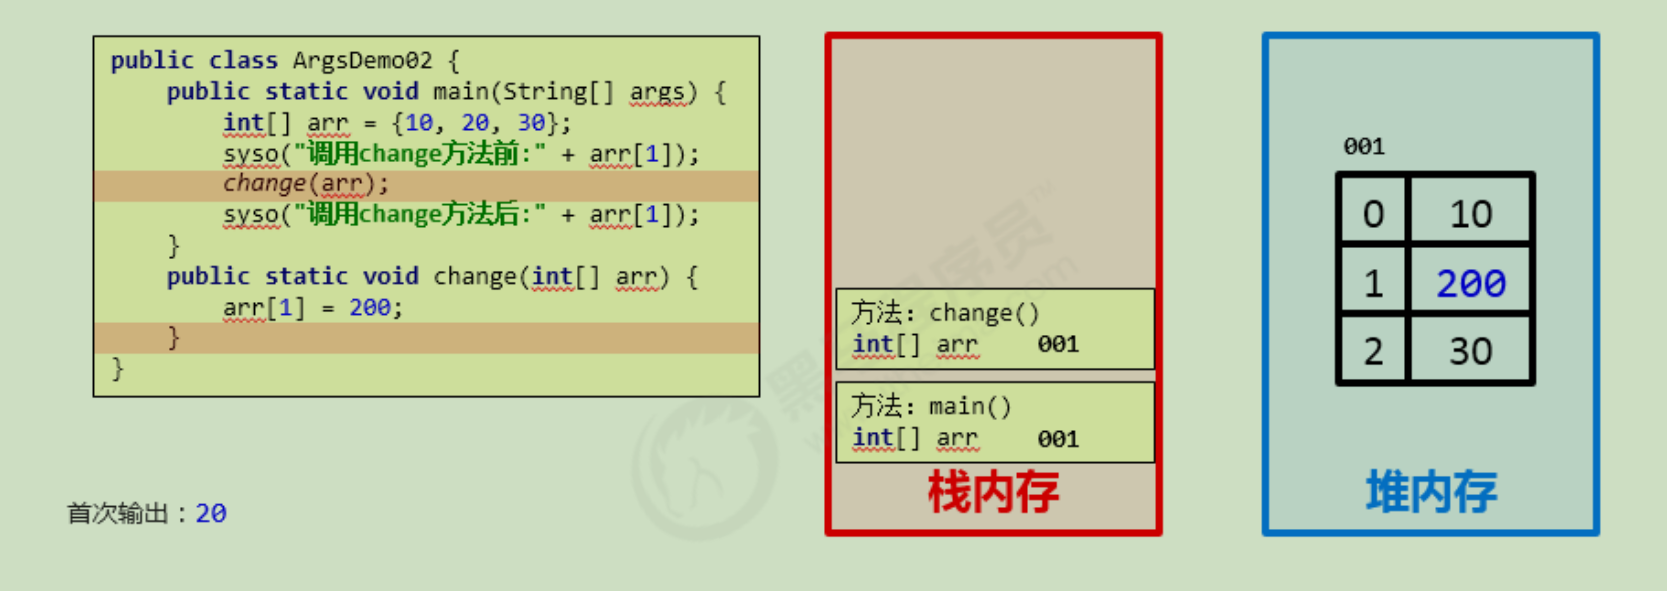 public class ArgsDemo02 {
public static void main(String[] args) {
int[] arr = {10, 20, 30};
syso("调用change方法前:" + arr[1]);
change(arr);
syso("调用change方法后:" + arr[1]);
}
public static void change(int[] arr) {
arr[1] = 200;
}
}
首次输出：20
方法：change()
int[] arr 001
方法：main()
int[] arr 001
栈内存
001
0 10
1 200
2 30
堆内存